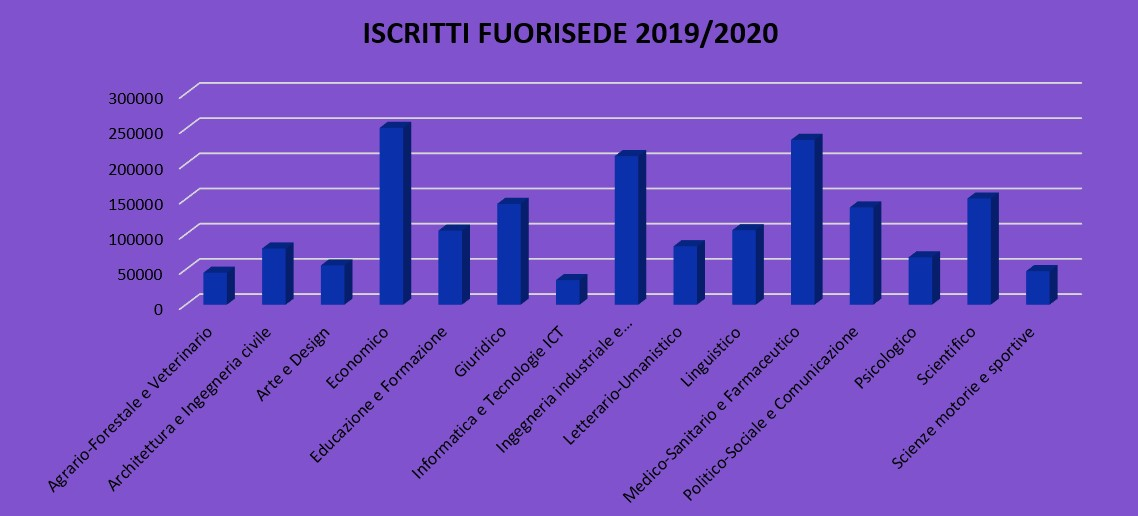 ISCRITTI FUORISEDE 2019/2020
300000
250000
200000
150000
100000
50000
0
Agrario-Forestale e Veterinario
Architettura e Ingegneria civile
Arte e Design
Economico
Educazione e Formazione
Giuridico
Informatica e Tecnologie ICT
Ingegneria industriale e...
Letterario-Umanistico
Linguistico
Medico-Sanitario e Farmaceutico
Politico-Sociale e Comunicazione
Psicologico
Scientifico
Scienze motorie e sportive